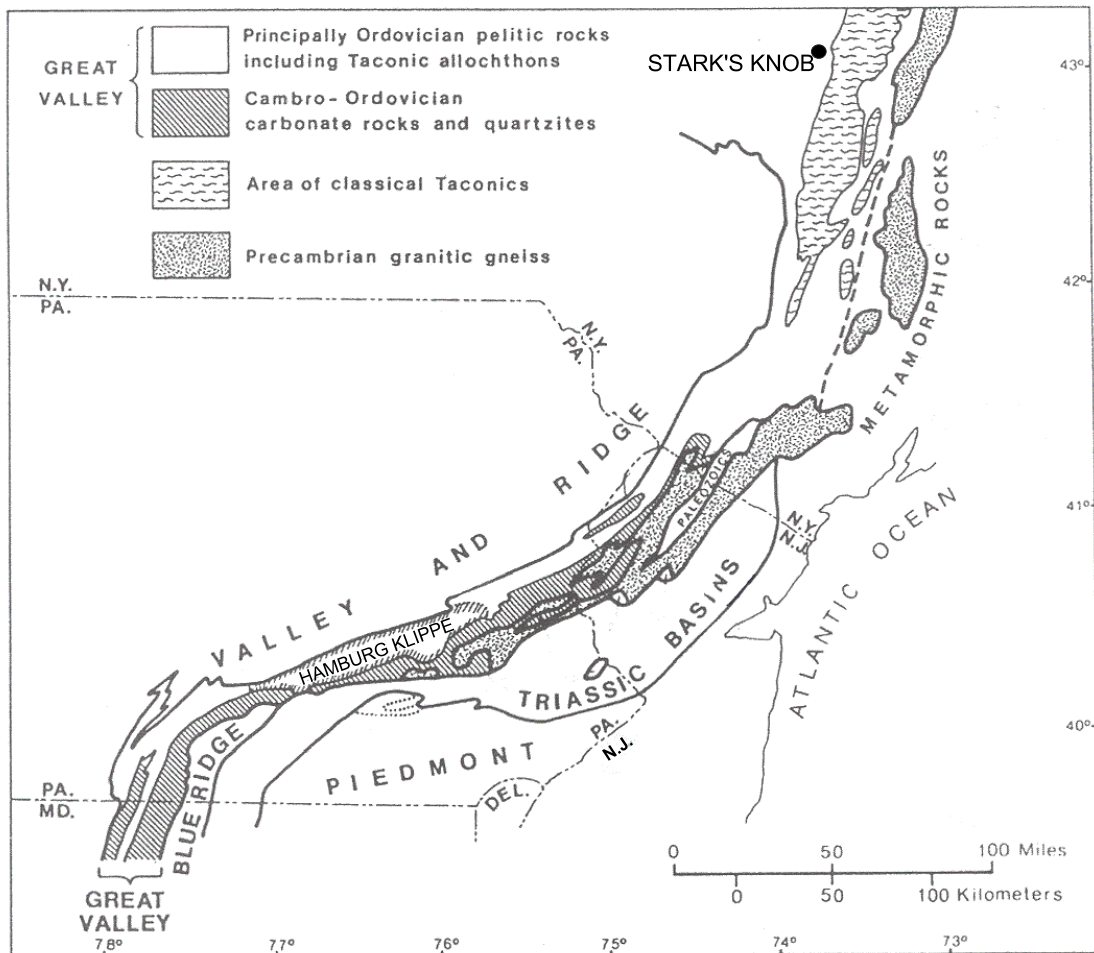 GREAT
VALLEY
Principally Ordovician pelitic rocks
including Taconic allochthons
Cambro-Ordovician
carbonate rocks and quartzites
Area of classical Taconics
Precambrian granitic gneiss
STARK'S KNOB
43°
METAMORPHIC ROCKS
N.Y.
PA.
42°
N.Y.
PA.
VALLEY AND RIDGE
PALEOZOICS
41°
N.Y.
N.J.
ATLANTIC OCEAN
HAMBURG KLIPPE
TRIASSIC BASINS
40°
PIEDMONT
PA.
N.J.
BLUE RIDGE
PA.
MD.
DEL.
GREAT
VALLEY
0 50 100 Miles
0 50 100 Kilometers
78° 77° 76° 75° 74° 73°